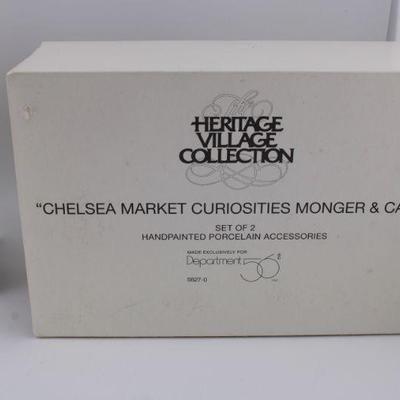 The
HERITAGE
VILLAGE
COLLECTION
"CHELSEA MARKET CURIOSITIES MONGER & CA
SET OF 2
HANDPAINTED PORCELAIN ACCESSORIES
MADE EXCLUSIVELY FOR
Department 56®
5827-0